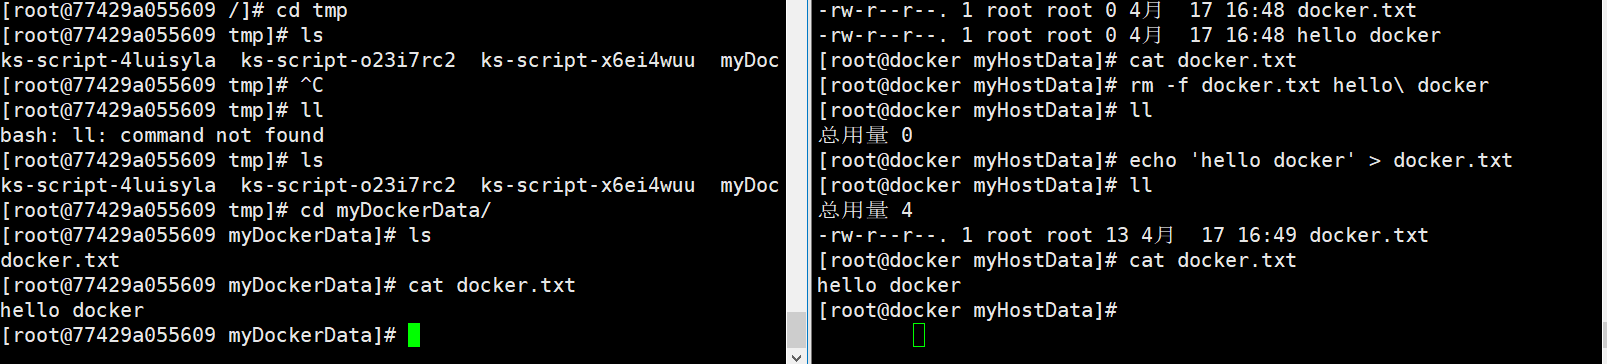 [root@77429a055609 /]# cd tmp
[root@77429a055609 tmp]# ls
ks-script-4luisyla  ks-script-o23i7rc2  ks-script-x6ei4wuu  myDoc
[root@77429a055609 tmp]# ^C
[root@77429a055609 tmp]# ll
bash: ll: command not found
[root@77429a055609 tmp]# ls
ks-script-4luisyla  ks-script-o23i7rc2  ks-script-x6ei4wuu  myDoc
[root@77429a055609 tmp]# cd myDockerData/
[root@77429a055609 myDockerData]# ls
docker.txt
[root@77429a055609 myDockerData]# cat docker.txt
hello docker
[root@77429a055609 myDockerData]#
-rw-r--r--. 1 root root 0 4月  17 16:48 docker.txt
-rw-r--r--. 1 root root 0 4月  17 16:48 hello docker
[root@docker myHostData]# cat docker.txt
[root@docker myHostData]# rm -f docker.txt hello\ docker
[root@docker myHostData]# ll
总用量 0
[root@docker myHostData]# echo 'hello docker' > docker.txt
[root@docker myHostData]# ll
总用量 4
-rw-r--r--. 1 root root 13 4月  17 16:49 docker.txt
[root@docker myHostData]# cat docker.txt
hello docker
[root@docker myHostData]#